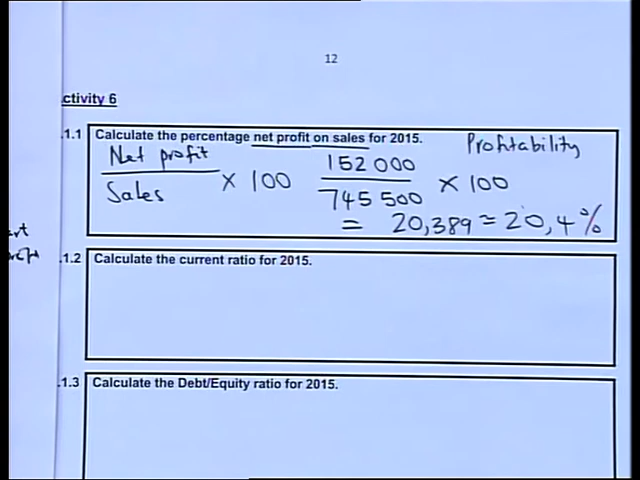 12
ctivity 6
.1.1 Calculate the percentage net profit on sales for 2015. Profitability
Net profit / Sales × 100 152 000 / 745 500 × 100
= 20,389 ≈ 20,4%
.1.2 Calculate the current ratio for 2015.
.1.3 Calculate the Debt/Equity ratio for 2015.